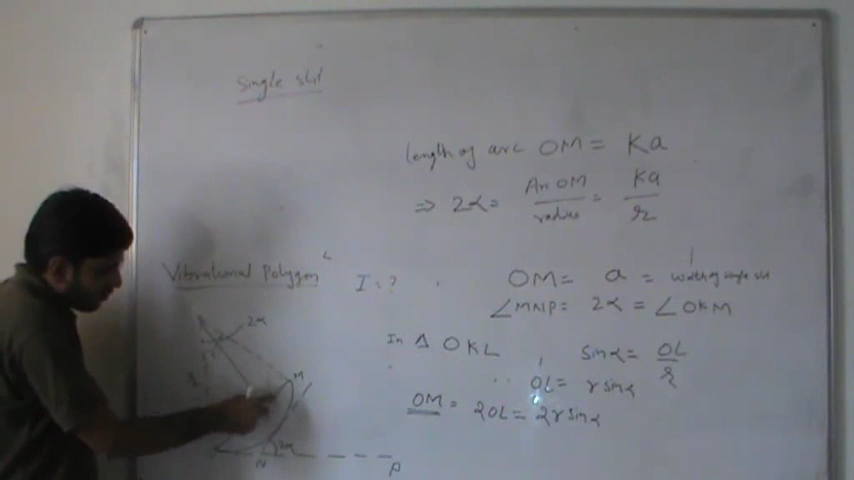 Single slit
length of arc OM = Ka
⇒ 2α = Arc OM / radius = Ka / r
Vibrational Polygon
I = ?
OM = a = width of single slit
∠MNP = 2α = ∠OKM
In Δ OKL
sin α = OL / r
OL = r sin α
OM = 2OL = 2r sin α
2α
M
2α
N
P